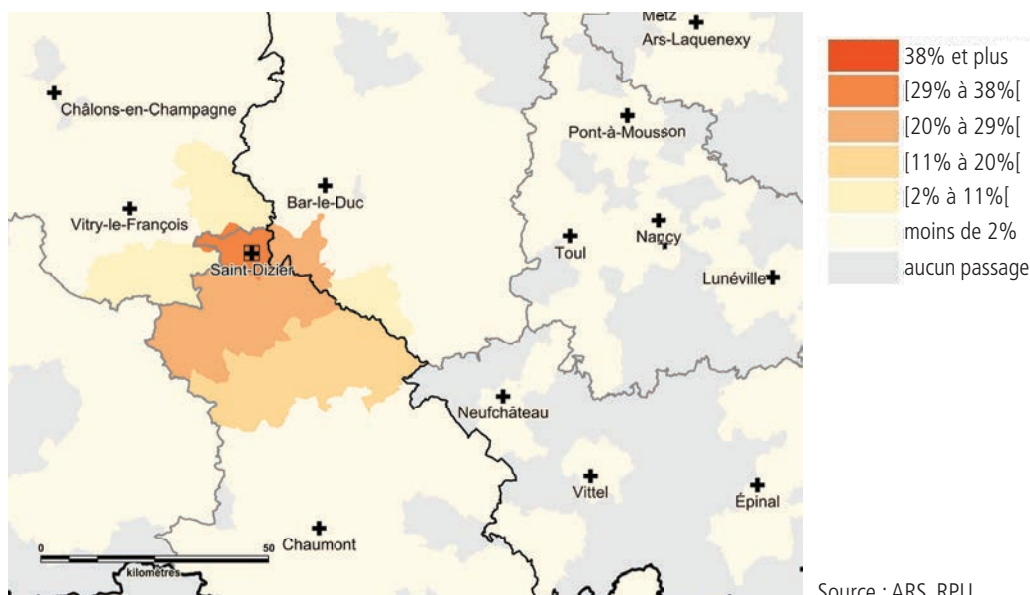 Metz
Ars-Laquenexy
Châlons-en-Champagne
Pont-à-Mousson
Bar-le-Duc
Vitry-le-François
Nancy
Toul
Saint-Dizier
Lunéville
Neufchâteau
Vittel
Épinal
Chaumont
0 50
kilomètres
38% et plus
[29% à 38%[
[20% à 29%[
[11% à 20%[
[2% à 11%[
moins de 2%
aucun passage
Source : ARS, RPU